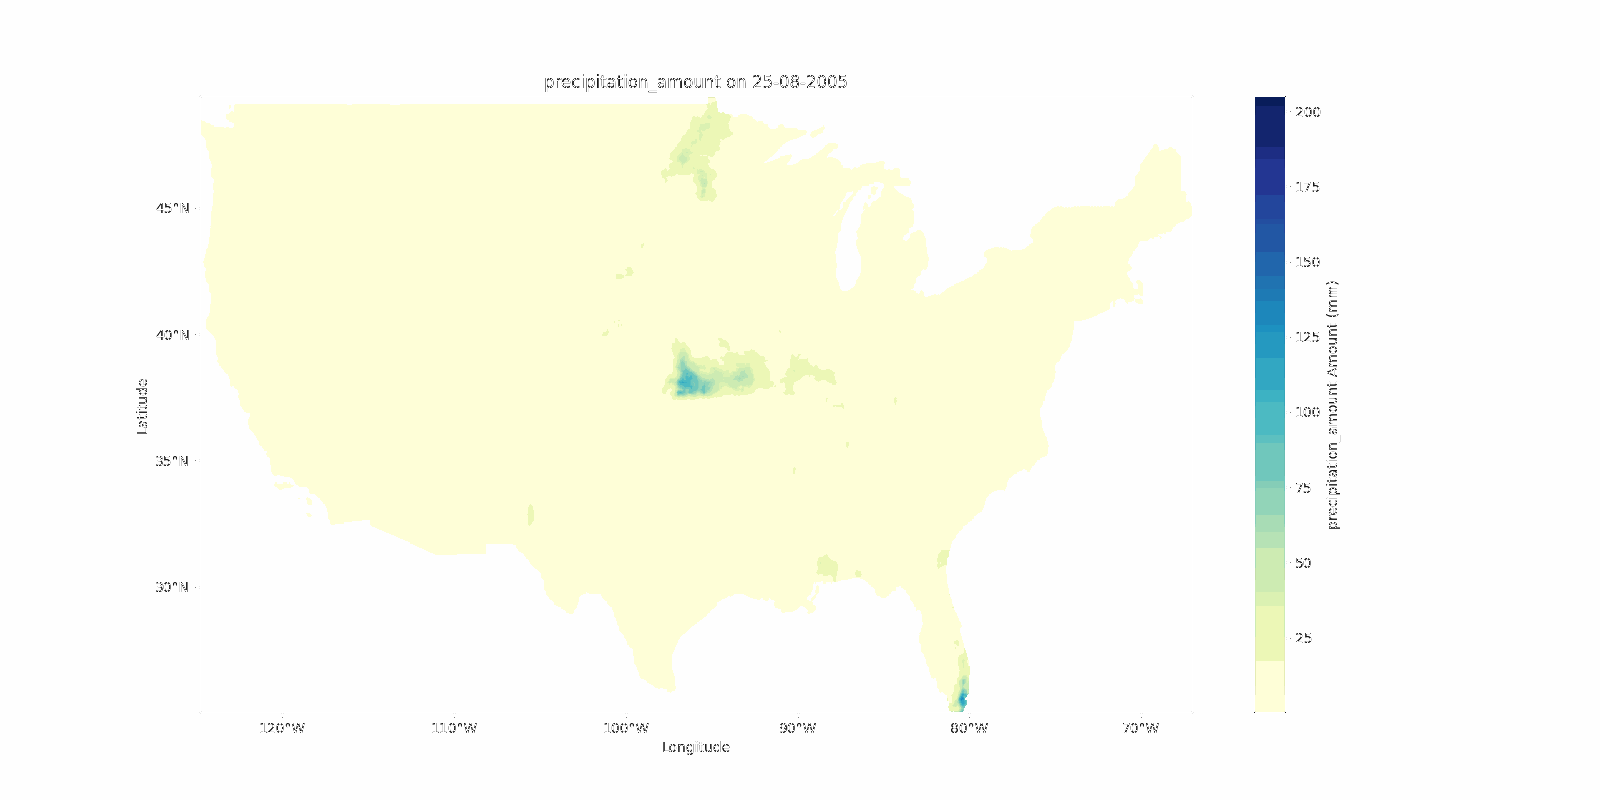 precipitation_amount on 25-08-2005
200
175
150
125
100
75
50
25
precipitation_amount Amount (mm)
45°N
40°N
35°N
30°N
Latitude
120°W 110°W 100°W 90°W 80°W 70°W
Longitude